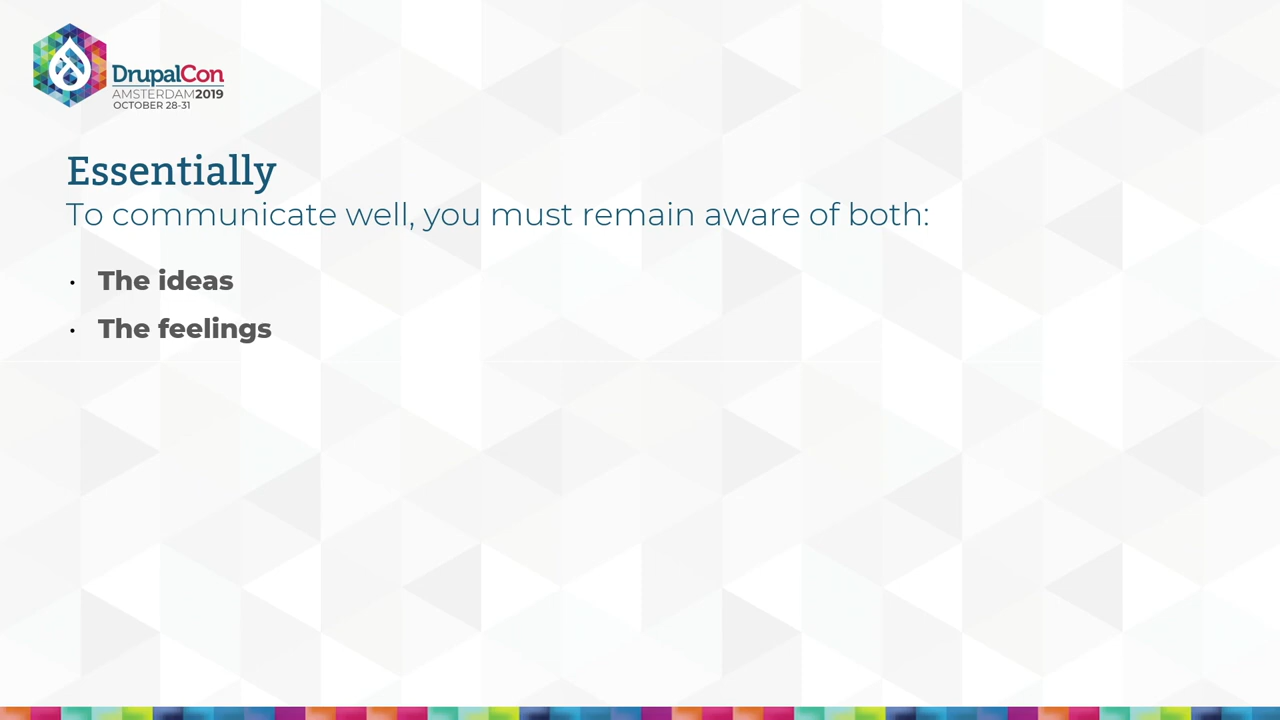 DrupalCon
AMSTERDAM2019
OCTOBER 28-31
Essentially
To communicate well, you must remain aware of both:
· The ideas
· The feelings